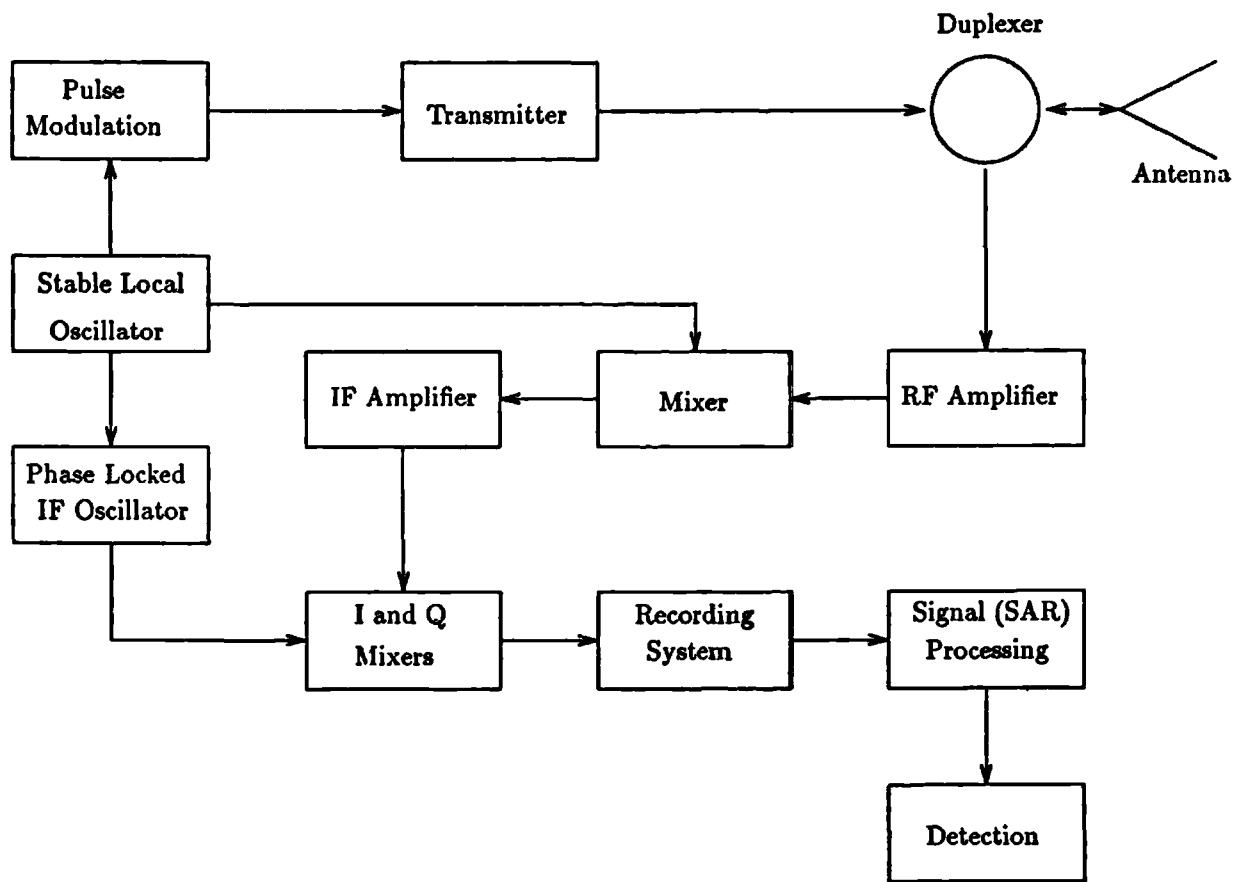 Duplexer
Pulse
Modulation
Transmitter
Antenna
Stable Local
Oscillator
IF Amplifier
Mixer
RF Amplifier
Phase Locked
IF Oscillator
I and Q
Mixers
Recording
System
Signal (SAR)
Processing
Detection